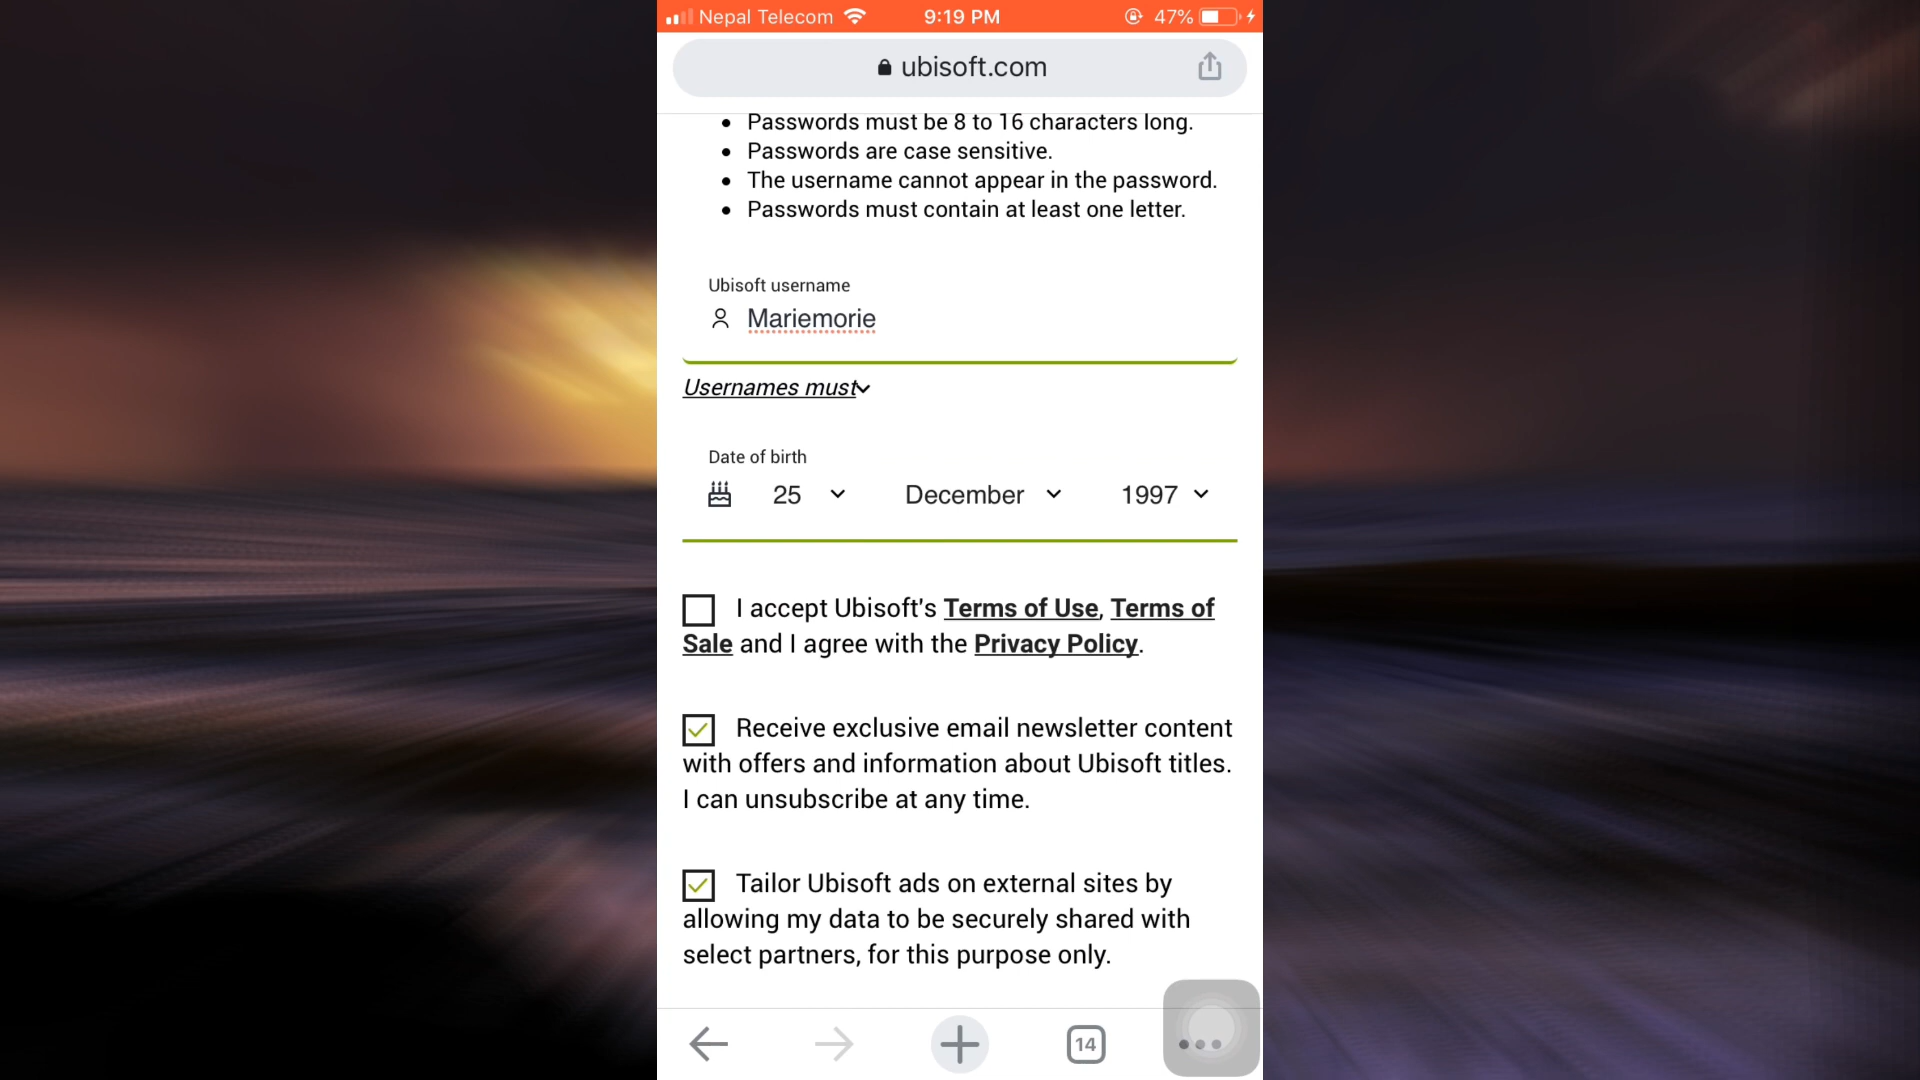 Nepal Telecom 9:19 PM 47%
ubisoft.com
• Passwords must be 8 to 16 characters long.
• Passwords are case sensitive.
• The username cannot appear in the password.
• Passwords must contain at least one letter.
Ubisoft username
Mariemorie
Usernames must
Date of birth
25 December 1997
I accept Ubisoft's Terms of Use, Terms of
Sale and I agree with the Privacy Policy.
Receive exclusive email newsletter content
with offers and information about Ubisoft titles.
I can unsubscribe at any time.
Tailor Ubisoft ads on external sites by
allowing my data to be securely shared with
select partners, for this purpose only.
14